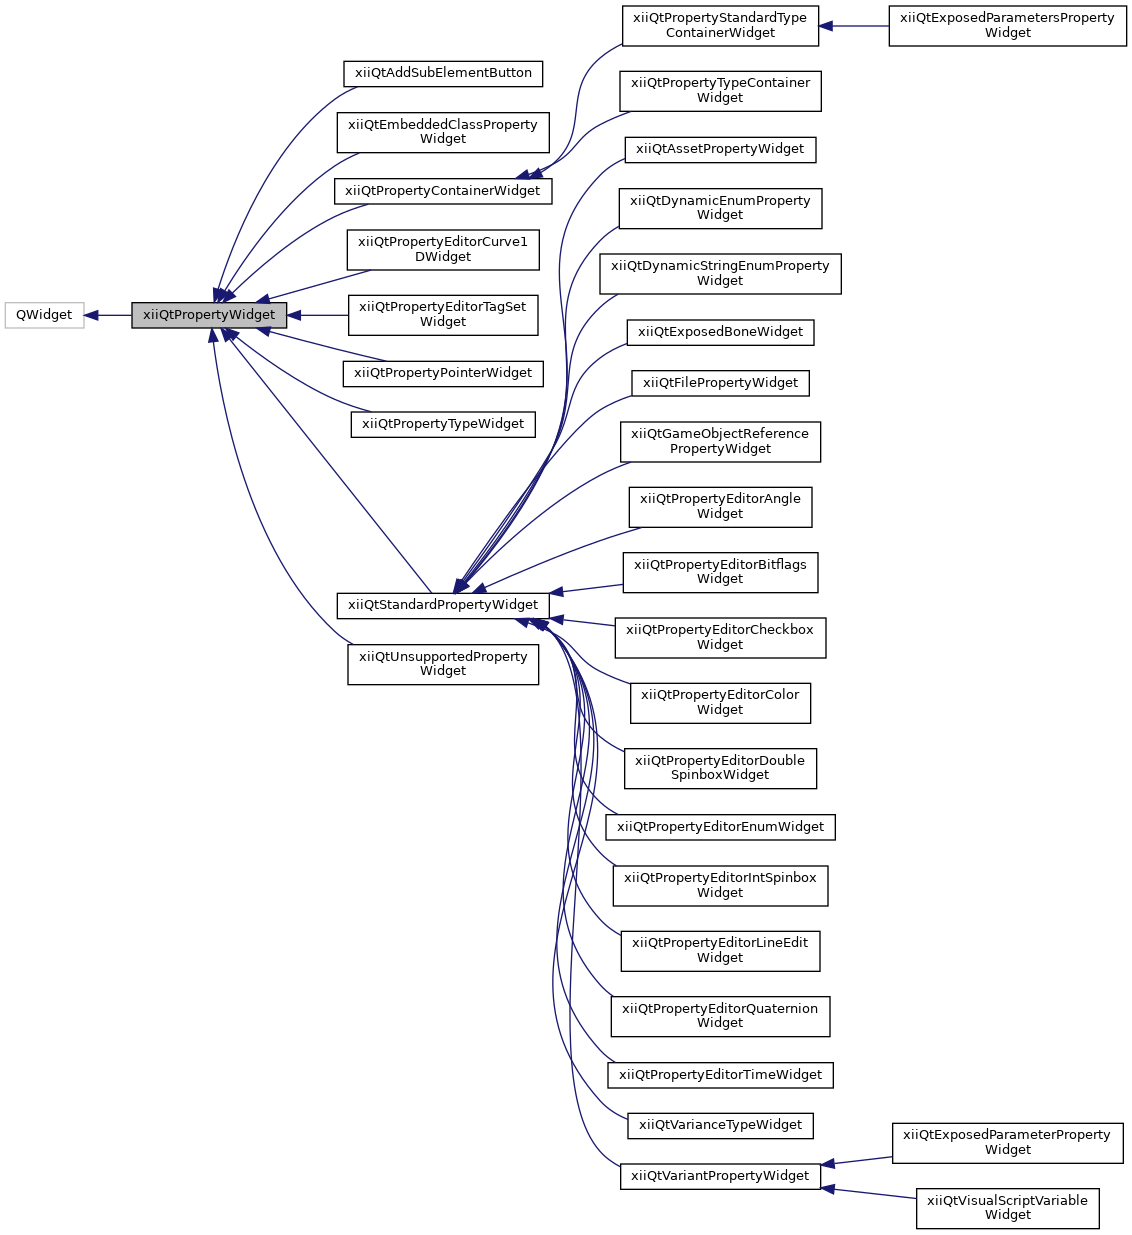 QWidget
xiiQtPropertyWidget
xiiQtAddSubElementButton
xiiQtEmbeddedClassProperty
Widget
xiiQtPropertyContainerWidget
xiiQtPropertyEditorCurve1
DWidget
xiiQtPropertyEditorTagSet
Widget
xiiQtPropertyPointerWidget
xiiQtPropertyTypeWidget
xiiQtStandardPropertyWidget
xiiQtUnsupportedProperty
Widget
xiiQtPropertyStandardType
ContainerWidget
xiiQtPropertyTypeContainer
Widget
xiiQtAssetPropertyWidget
xiiQtDynamicEnumProperty
Widget
xiiQtDynamicStringEnumProperty
Widget
xiiQtExposedBoneWidget
xiiQtFilePropertyWidget
xiiQtGameObjectReference
PropertyWidget
xiiQtPropertyEditorAngle
Widget
xiiQtPropertyEditorBitflags
Widget
xiiQtPropertyEditorCheckbox
Widget
xiiQtPropertyEditorColor
Widget
xiiQtPropertyEditorDouble
SpinboxWidget
xiiQtPropertyEditorEnumWidget
xiiQtPropertyEditorIntSpinbox
Widget
xiiQtPropertyEditorLineEdit
Widget
xiiQtPropertyEditorQuaternion
Widget
xiiQtPropertyEditorTimeWidget
xiiQtVarianceTypeWidget
xiiQtVariantPropertyWidget
xiiQtExposedParametersProperty
Widget
xiiQtExposedParameterProperty
Widget
xiiQtVisualScriptVariable
Widget